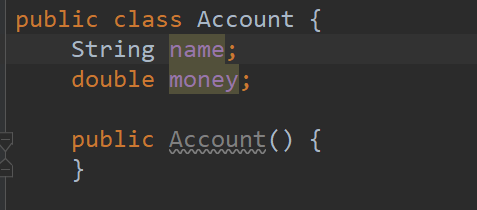 public class Account {
String name;
double money;
public Account() {
}